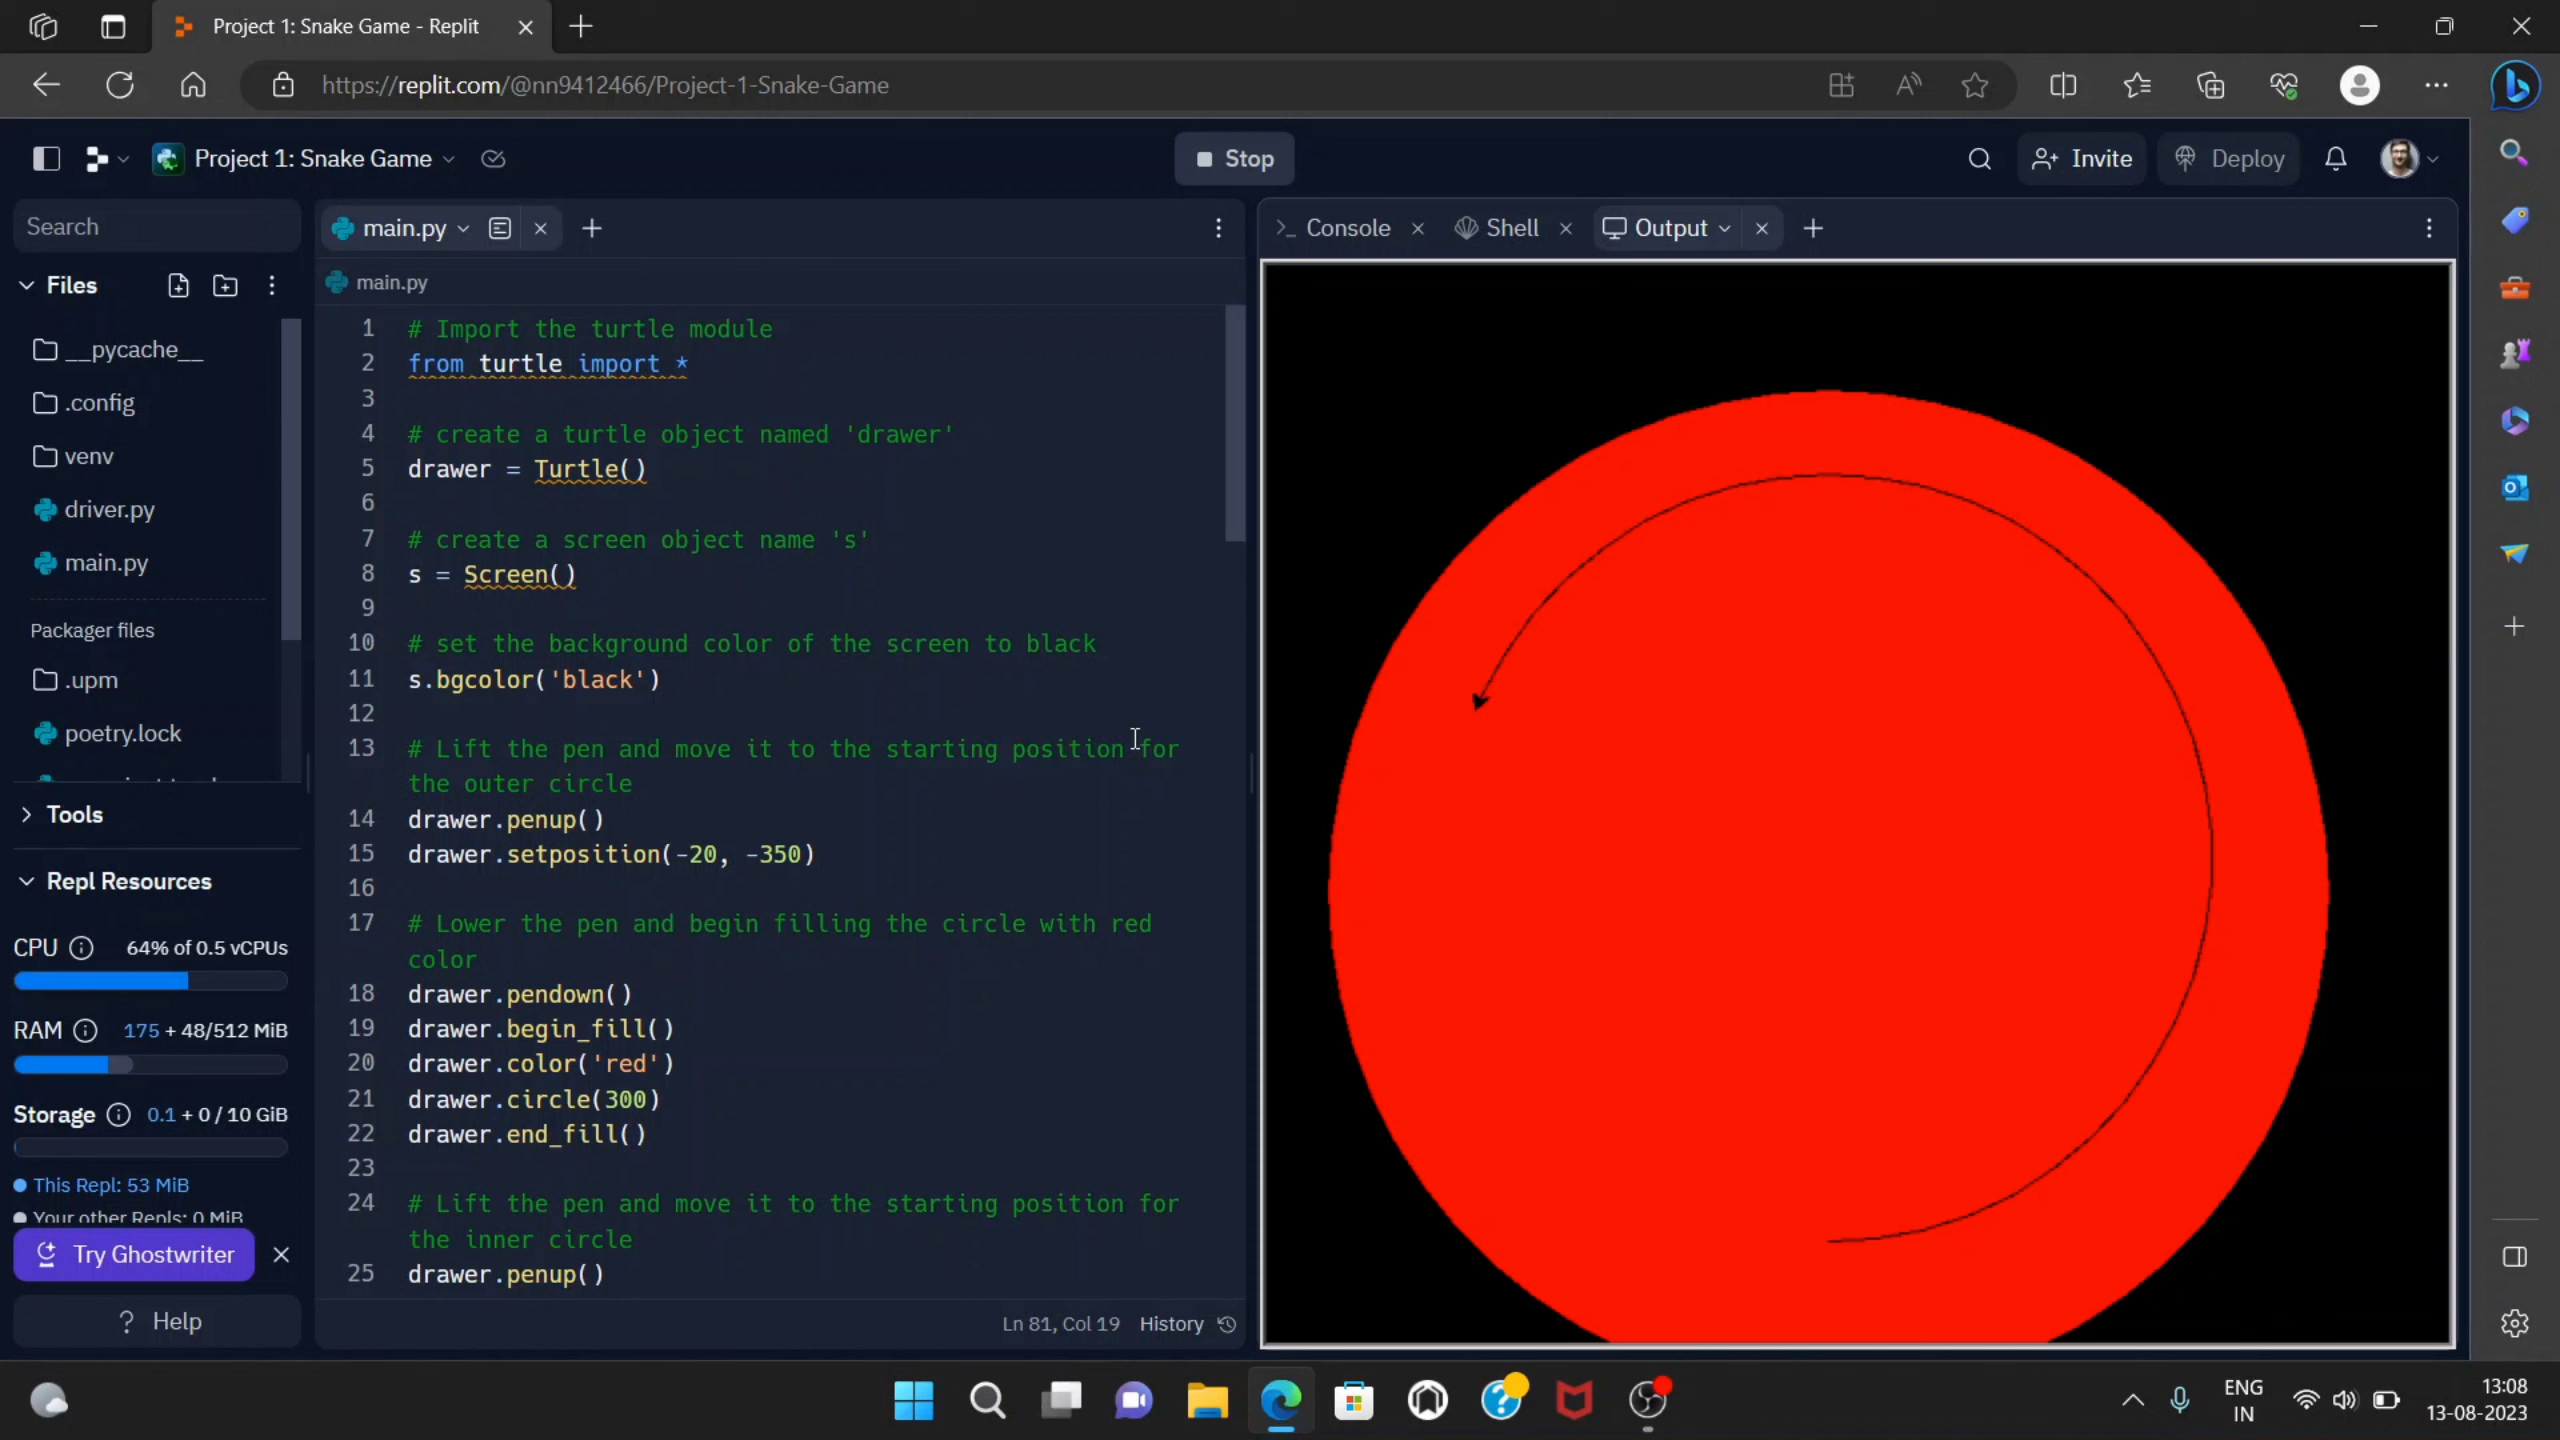 Project 1: Snake Game - Replit
https://replit.com/@nn9412466/Project-1-Snake-Game
Project 1: Snake Game
Stop
Invite
Deploy
Search
Files
__pycache__
.config
venv
driver.py
main.py
Packager files
.upm
poetry.lock
Tools
Repl Resources
CPU 64% of 0.5 vCPUs
RAM 175 + 48/512 MiB
Storage 0.1 + 0 / 10 GiB
This Repl: 53 MiB
Your other Repls: 0 MiB
Try Ghostwriter
Help
main.py
main.py
1 # Import the turtle module
2 from turtle import *
3
4 # create a turtle object named 'drawer'
5 drawer = Turtle()
6
7 # create a screen object name 's'
8 s = Screen()
9
10 # set the background color of the screen to black
11 s.bgcolor('black')
12
13 # Lift the pen and move it to the starting position for
the outer circle
14 drawer.penup()
15 drawer.setposition(-20, -350)
16
17 # Lower the pen and begin filling the circle with red
color
18 drawer.pendown()
19 drawer.begin_fill()
20 drawer.color('red')
21 drawer.circle(300)
22 drawer.end_fill()
23
24 # Lift the pen and move it to the starting position for
the inner circle
25 drawer.penup()
Ln 81, Col 19 History
Console
Shell
Output
ENG
IN
13:08
13-08-2023